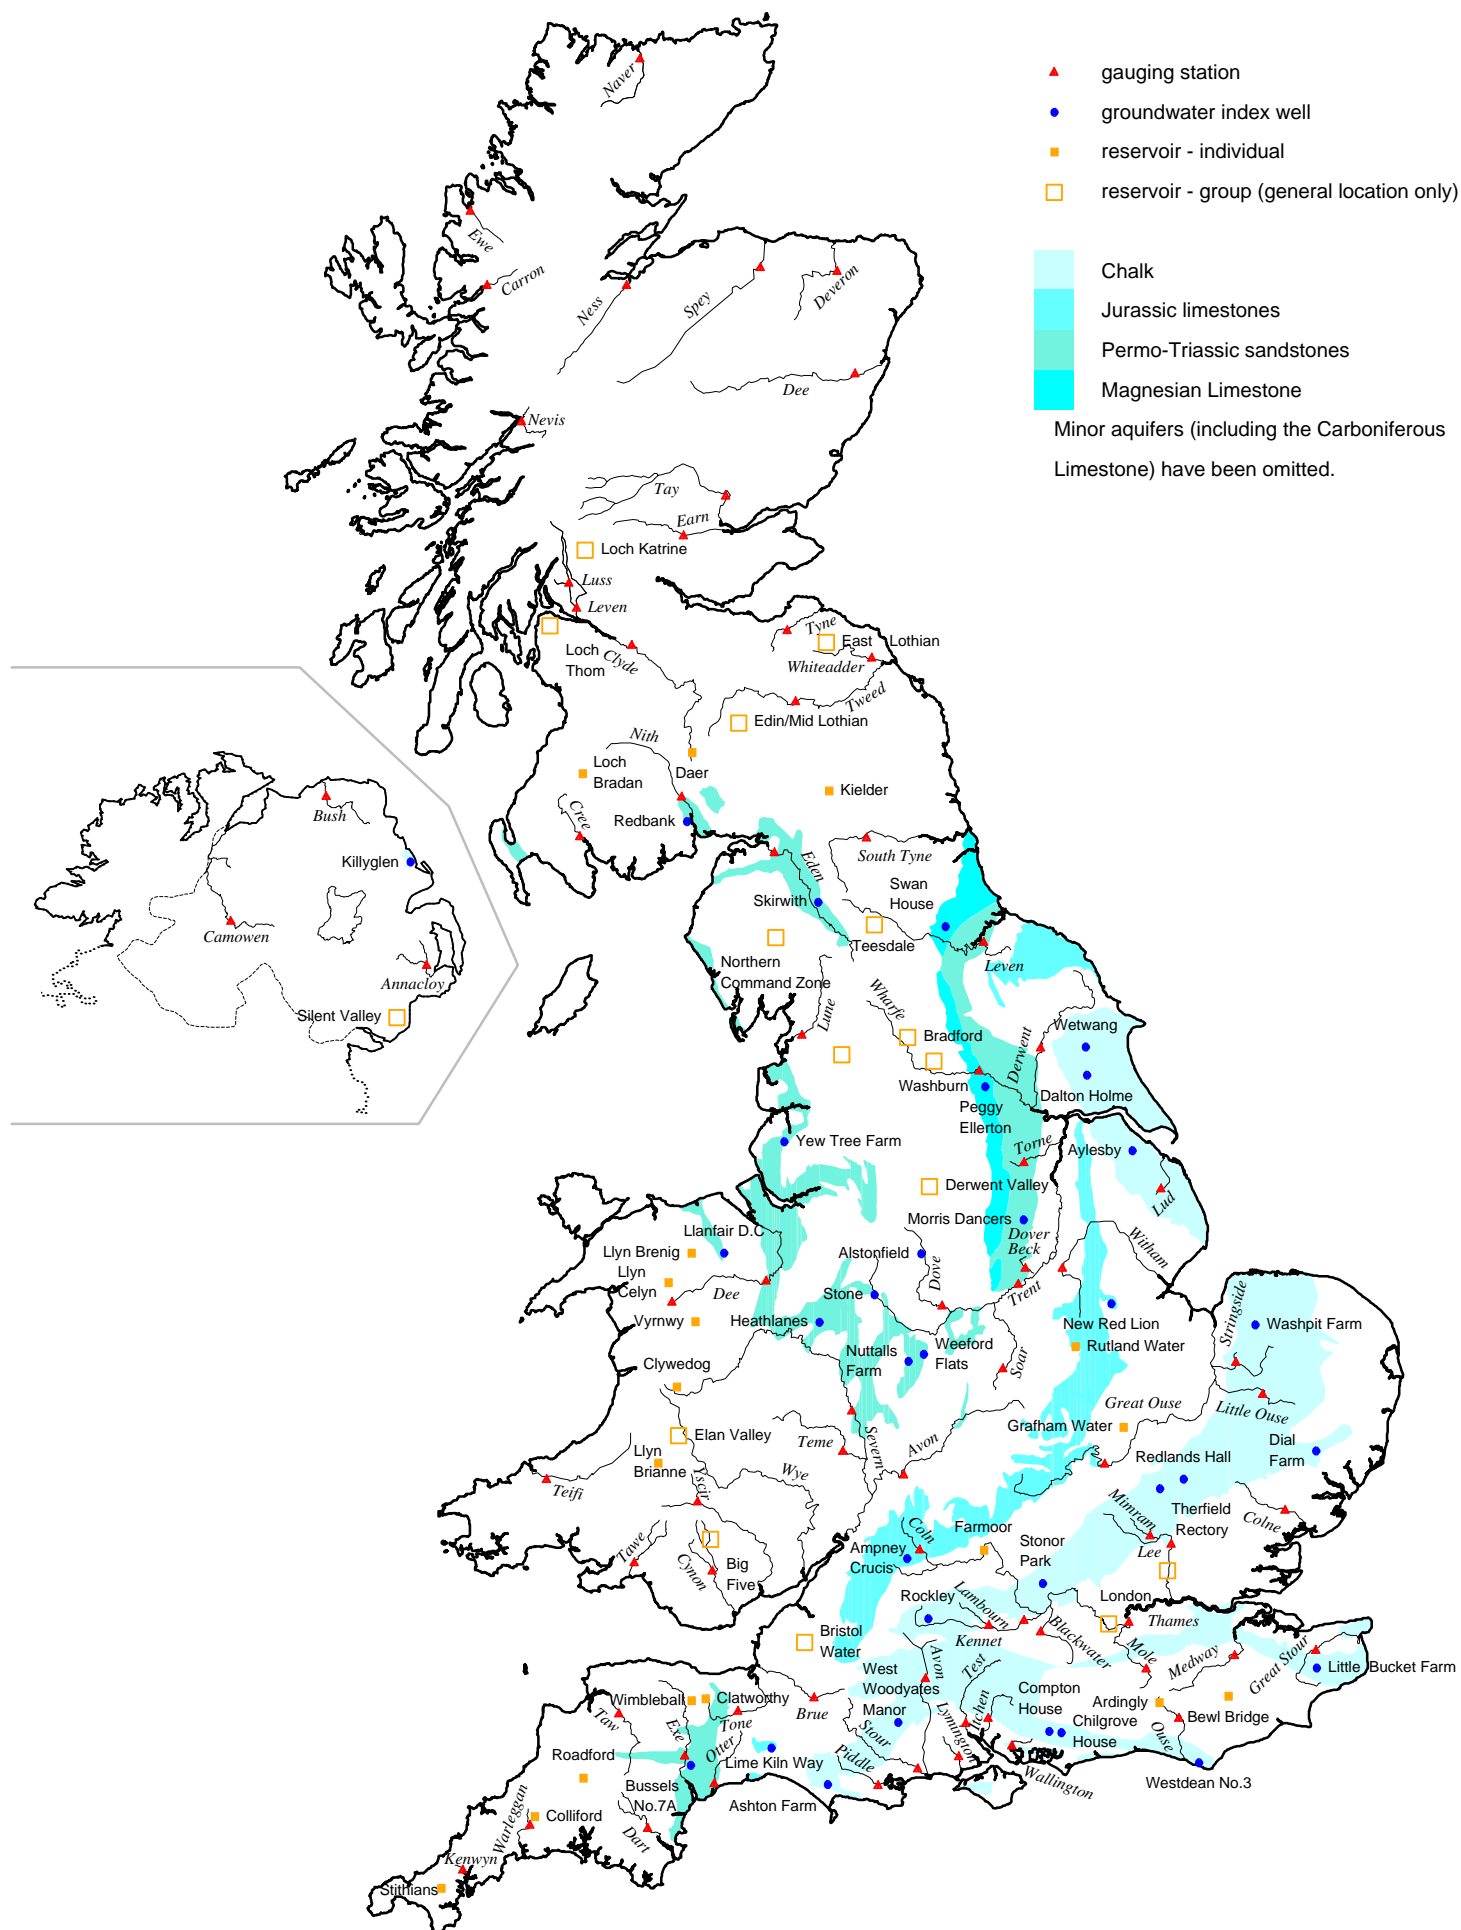 gauging station
groundwater index well
reservoir - individual
reservoir - group (general location only)
Chalk
Jurassic limestones
Permo-Triassic sandstones
Magnesian Limestone
Minor aquifers (including the Carboniferous
Limestone) have been omitted.
Naver
Ewe
Carron
Ness
Spey
Deveron
Dee
Nevis
Tay
Earn
Loch Katrine
Luss
Leven
Loch
Thom
Clyde
Tyne
East Lothian
Whiteadder
Tweed
Edin/Mid Lothian
Nith
Daer
Loch
Bradan
Kielder
Cree
Redbank
Bush
Killyglen
Camowen
Annacloy
Silent Valley
South Tyne
Eden
Swan
House
Skirwith
Teesdale
Leven
Northern
Command Zone
Lune
Wharfe
Bradford
Wetwang
Derwent
Washburn
Dalton Holme
Peggy
Ellerton
Yew Tree Farm
Torne
Aylesby
Lud
Derwent Valley
Morris Dancers
Dover
Beck
Witham
Llanfair D.C
Llyn Brenig
Llyn
Celyn
Dee
Vyrnwy
Alstonfield
Dove
Stone
Trent
Heathlanes
New Red Lion
Rutland Water
Stringside
Washpit Farm
Nuttalls
Farm
Weeford
Flats
Soar
Clywedog
Great Ouse
Little Ouse
Grafham Water
Elan Valley
Teme
Severn
Avon
Dial
Farm
Redlands Hall
Llyn
Brianne
Wye
Yscir
Teifi
Therfield
Rectory
Mimram
Colne
Lee
Coln
Farmoor
Ampney
Crucis
Stonor
Park
Tawe
Cynon
Big
Five
Rockley
Lambourn
London
Thames
Kennet
Blackwater
Mole
Medway
Great Stour
Little Bucket Farm
Bristol
Water
Avon
Test
West
Woodyates
Manor
Compton
House
Itchen
Ardingly
Chilgrove
House
Bewl Bridge
Wimbleball
Clatworthy
Brue
Taw
Exe
Tone
Otter
Stour
Lymington
Ouse
Roadford
Lime Kiln Way
Piddle
Wallington
Westdean No.3
Bussels
No.7A
Ashton Farm
Warleggan
Colliford
Dart
Kenwyn
Stithians